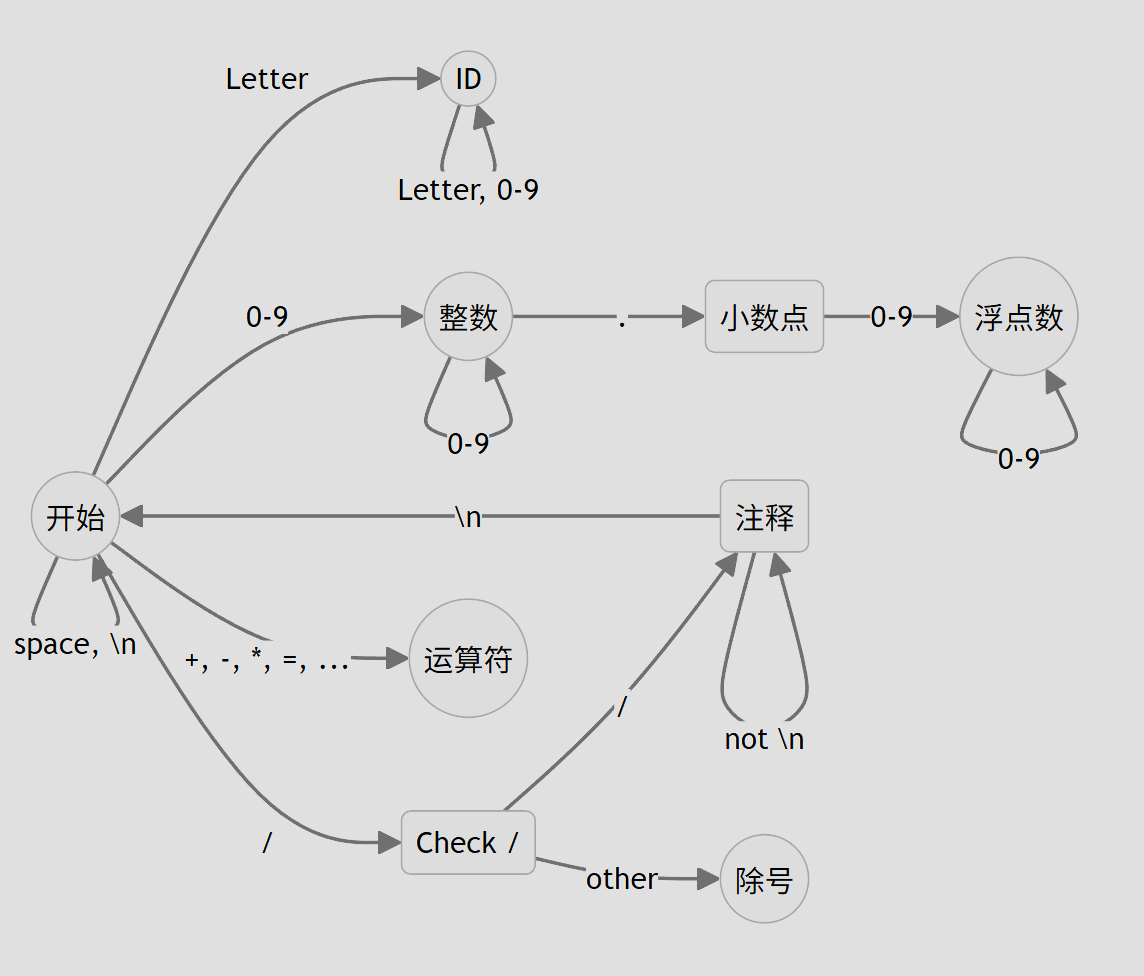 Letter
ID
Letter, 0-9
0-9
整数
.
小数点
0-9
浮点数
0-9
0-9
开始
\n
注释
space, \n
+, -, *, =, ...
运算符
/
not \n
/
Check /
other
除号